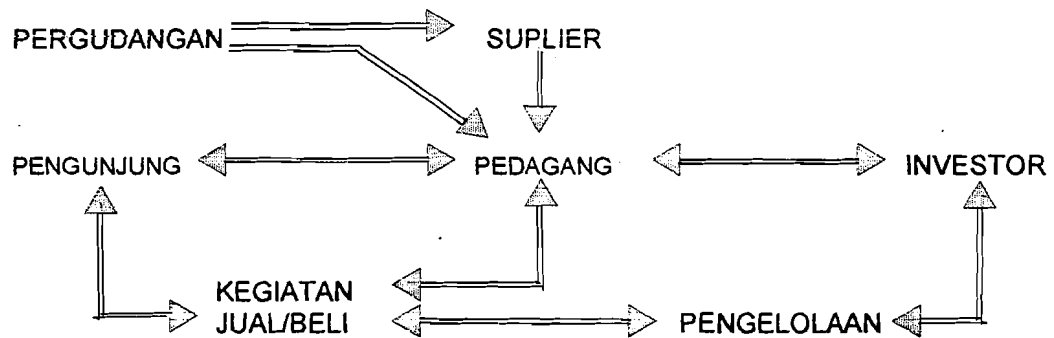 PERGUDANGAN
SUPLIER
PENGUNJUNG
PEDAGANG
INVESTOR
KEGIATAN
JUAL/BELI
PENGELOLAAN